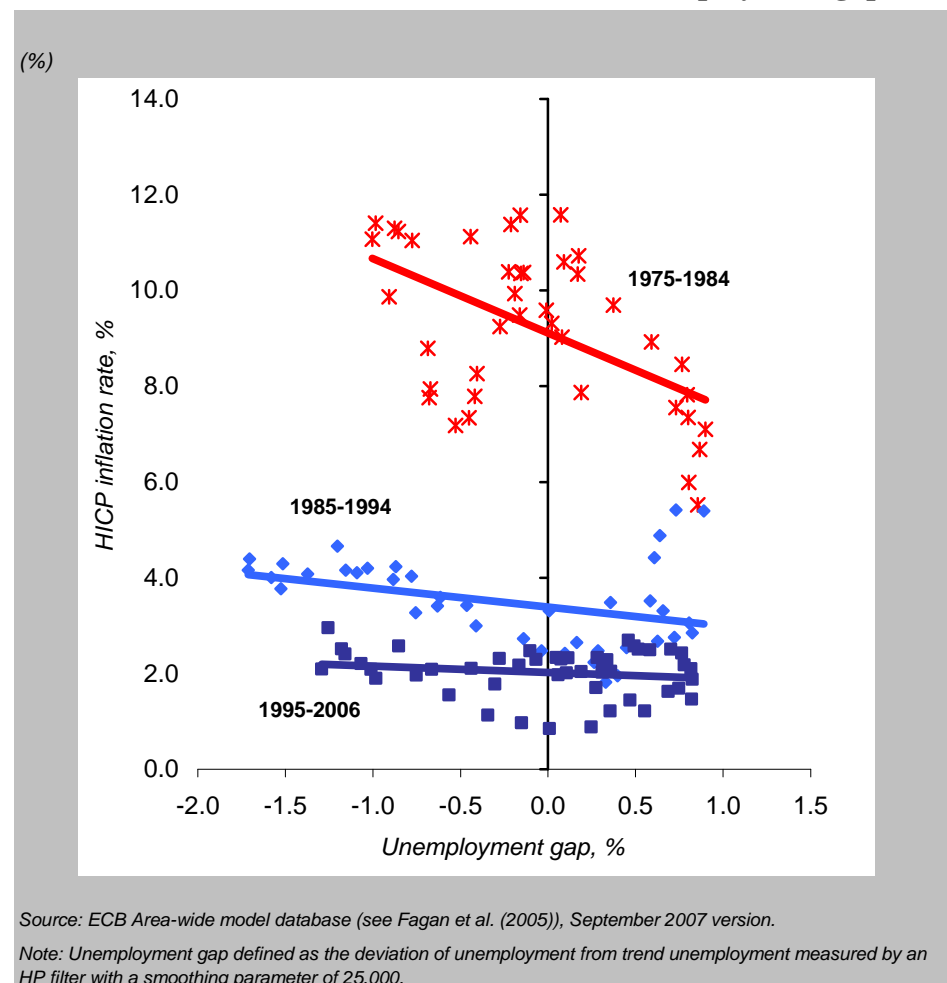 (%)
14.0
12.0
10.0
8.0
6.0
4.0
2.0
0.0
HICP inflation rate, %
1975-1984
1985-1994
1995-2006
-2.0 -1.5 -1.0 -0.5 0.0 0.5 1.0 1.5
Unemployment gap, %
Source: ECB Area-wide model database (see Fagan et al. (2005)), September 2007 version.
Note: Unemployment gap defined as the deviation of unemployment from trend unemployment measured by an
HP filter with a smoothing parameter of 25,000.